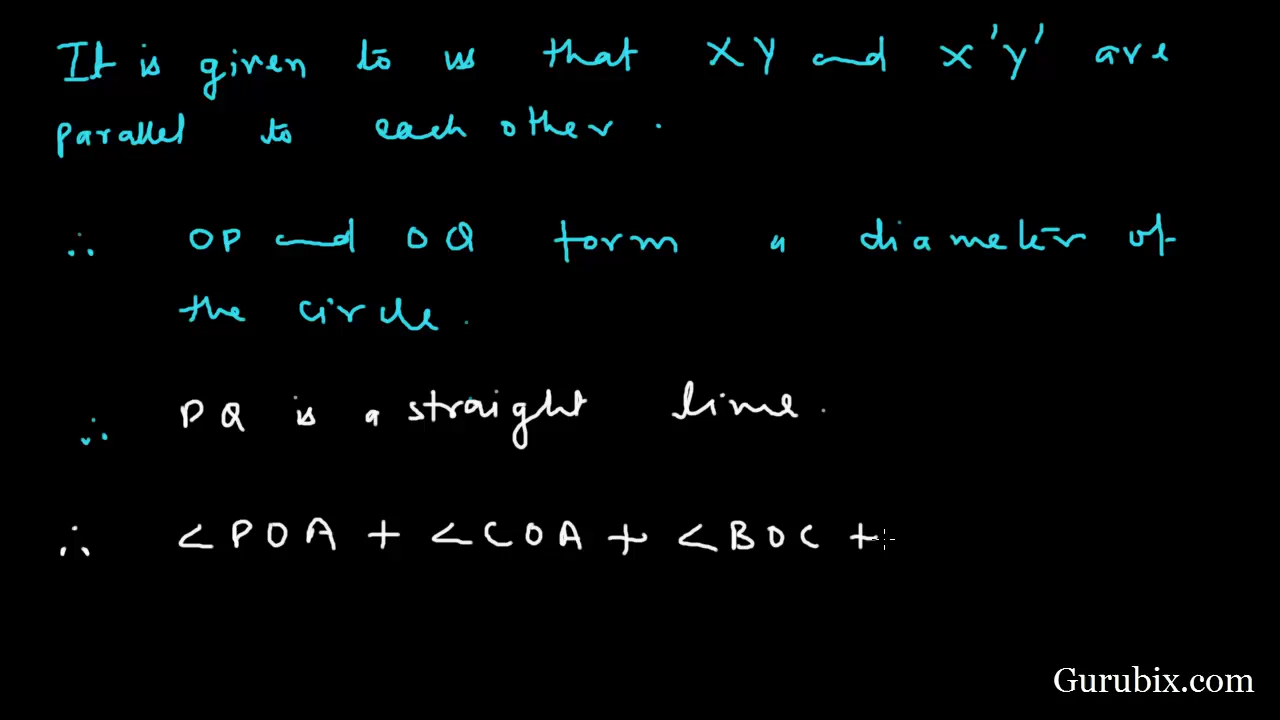 It is given to us that XY and X'Y' are
parallel to each other.
∴ OP and OQ form a diameter of
the circle.
∴ PQ is a straight line.
∴ <POA + <COA + <BOC +
Gurubix.com